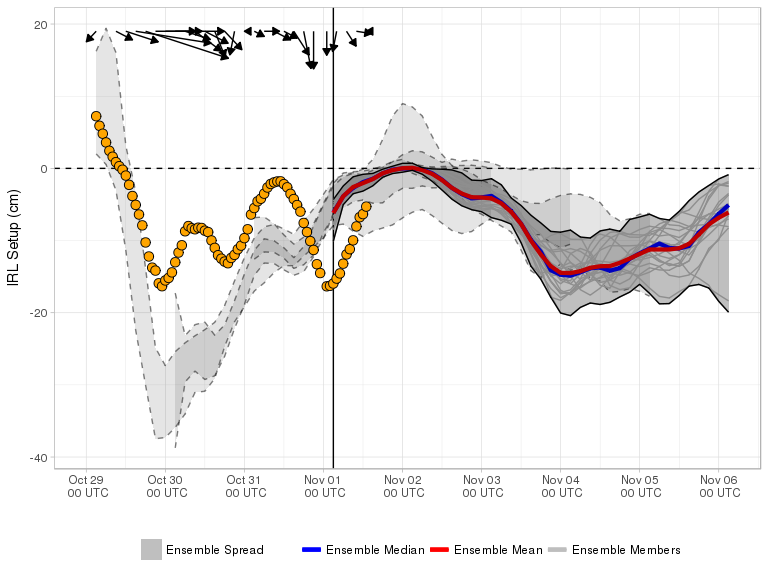 20
0
-20
-40
IRL Setup (cm)
Oct 29 Oct 30 Oct 31 Nov 01 Nov 02 Nov 03 Nov 04 Nov 05 Nov 06
00 UTC 00 UTC 00 UTC 00 UTC 00 UTC 00 UTC 00 UTC 00 UTC 00 UTC
Ensemble Spread Ensemble Median Ensemble Mean Ensemble Members